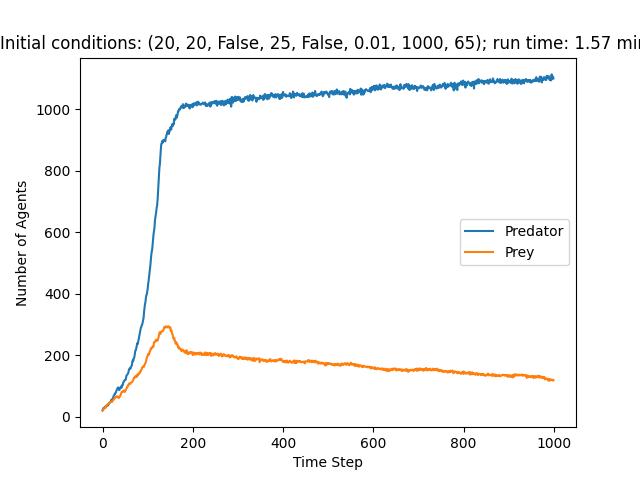 Initial conditions: (20, 20, False, 25, False, 0.01, 1000, 65); run time: 1.57
1000
800
600
400
200
0
Number of Agents
Predator
Prey
0 200 400 600 800 1000
Time Step